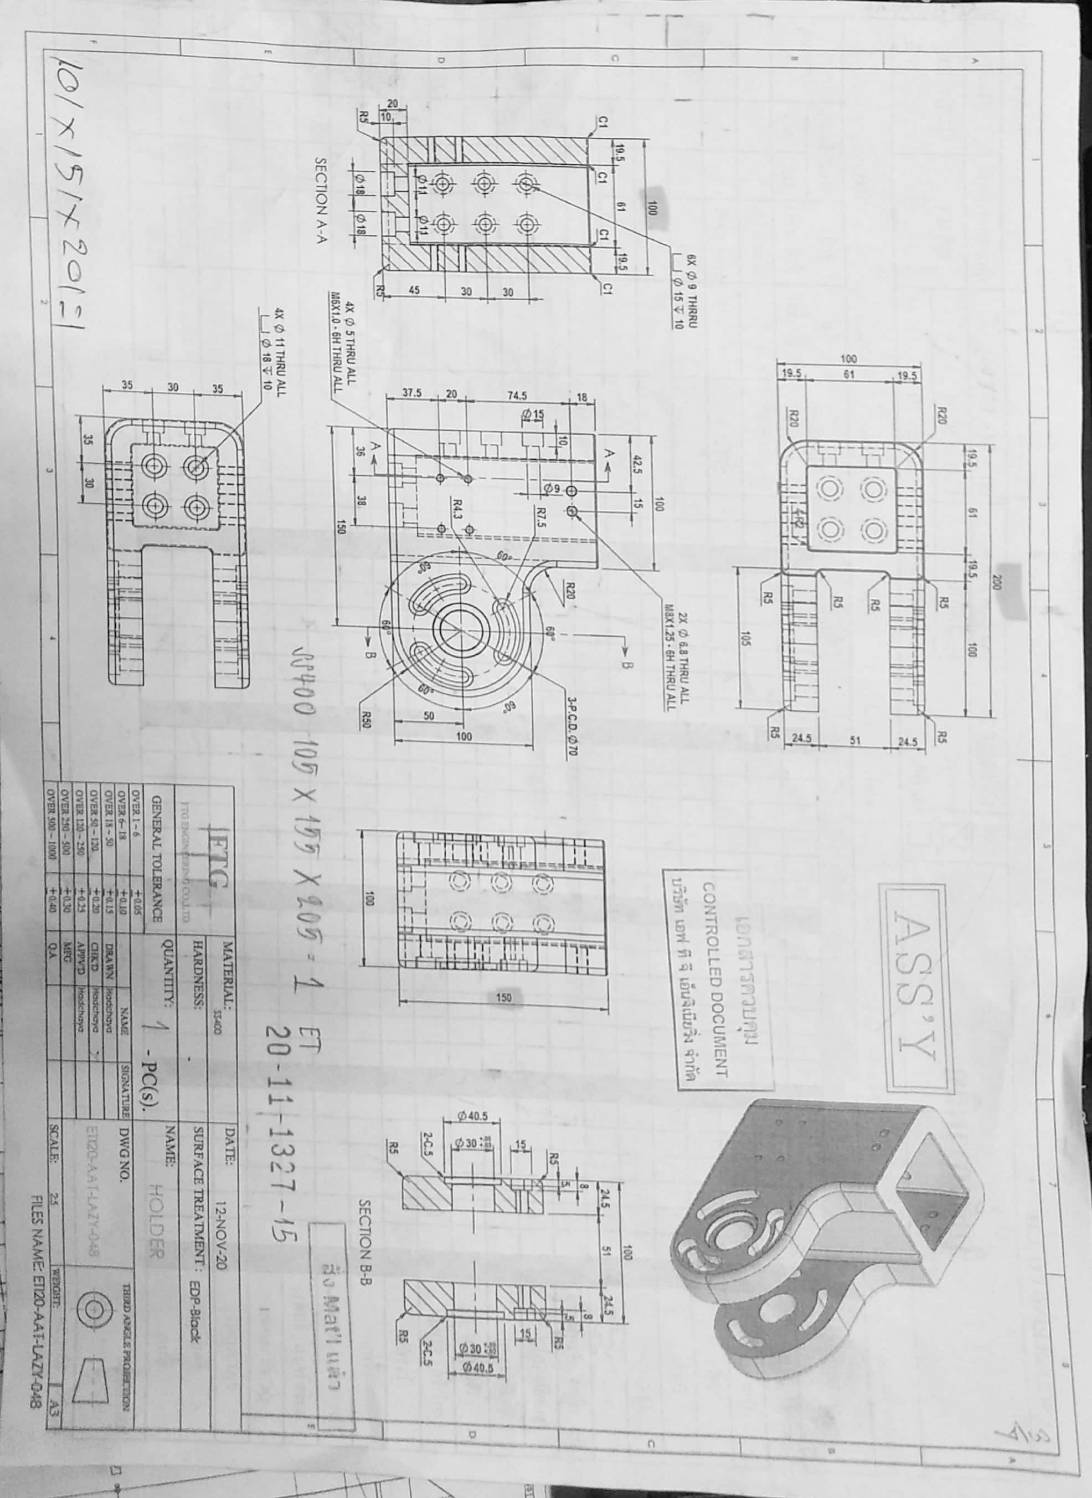 200
19.5 61 19.5 100
R20 R5 R5
19.5 24.5
100 61 R5 51
R5
19.5 R20 R2 24.5
R5 R5
105
ASS'Y
เอกสารควบคุม
CONTROLLED DOCUMENT
บริษัท เอฟ ที จี เอ็นจิเนียริ่ง จำกัด
6X Ø 9 THRRU
⌴ Ø 15 ↧ 10
100
19.5 61 19.5
C1 C1 C1 C1
30
30
45
Ø11 Ø11
20
10
R5 R5
Ø18 Ø18
SECTION A-A
2X Ø 6.8 THRU ALL
M8X1.25 - 6H THRU ALL
100
42.5 15
A B
18
10
Ø15 Ø9
R20
3-P.C.D. Ø70
R7.5
60°
60° 60°
74.5
R4.3
20
37.5
50 100
60° 60°
60°
A B
R50
36 38
150
4X Ø 5 THRU ALL
M6X1.0 - 6H THRU ALL
150
100
100
24.5 51 24.5
8 8
5
R5 R5
15 15
Ø40.5 Ø30 Ø30 Ø40.5
2-C.5 2-C.5
R5 R5
SECTION B-B
สั่ง Mat'l แล้ว
SS400 105 X 155 X 205 = 1 ET
20-11-1327-15
4X Ø 11 THRU ALL
⌴ Ø 18 ↧ 10
35
30
35
35 30
101 x 151 x 201 = 1
ETG
FTG ENGINEERING CO.,LTD.
GENERAL TOLERANCE
OVER 1 - 6 ±0.05
OVER 6 - 18 ±0.10
OVER 18 - 50 ±0.15
OVER 50 - 120 ±0.20
OVER 120 - 250 ±0.25
OVER 250 - 500 ±0.30
OVER 500 - 1000 ±0.40
MATERIAL: SS400
HARDNESS: -
QUANTITY: 1 - PC(s).
NAME SIGNATURE
DRAWN Hadchaya
CHK'D Hadchaya
APPV'D Hadchaya
MFG
Q.A
DATE: 12-NOV-20
SURFACE TREATMENT : EDP-Black
NAME: HOLDER
DWG NO.
ETI20-AAT-LAZY-048
THIRD ANGLE PROJECTION
SCALE: 2:5 WEIGHT: A3
FILES NAME: ETI20-AAT-LAZY-048